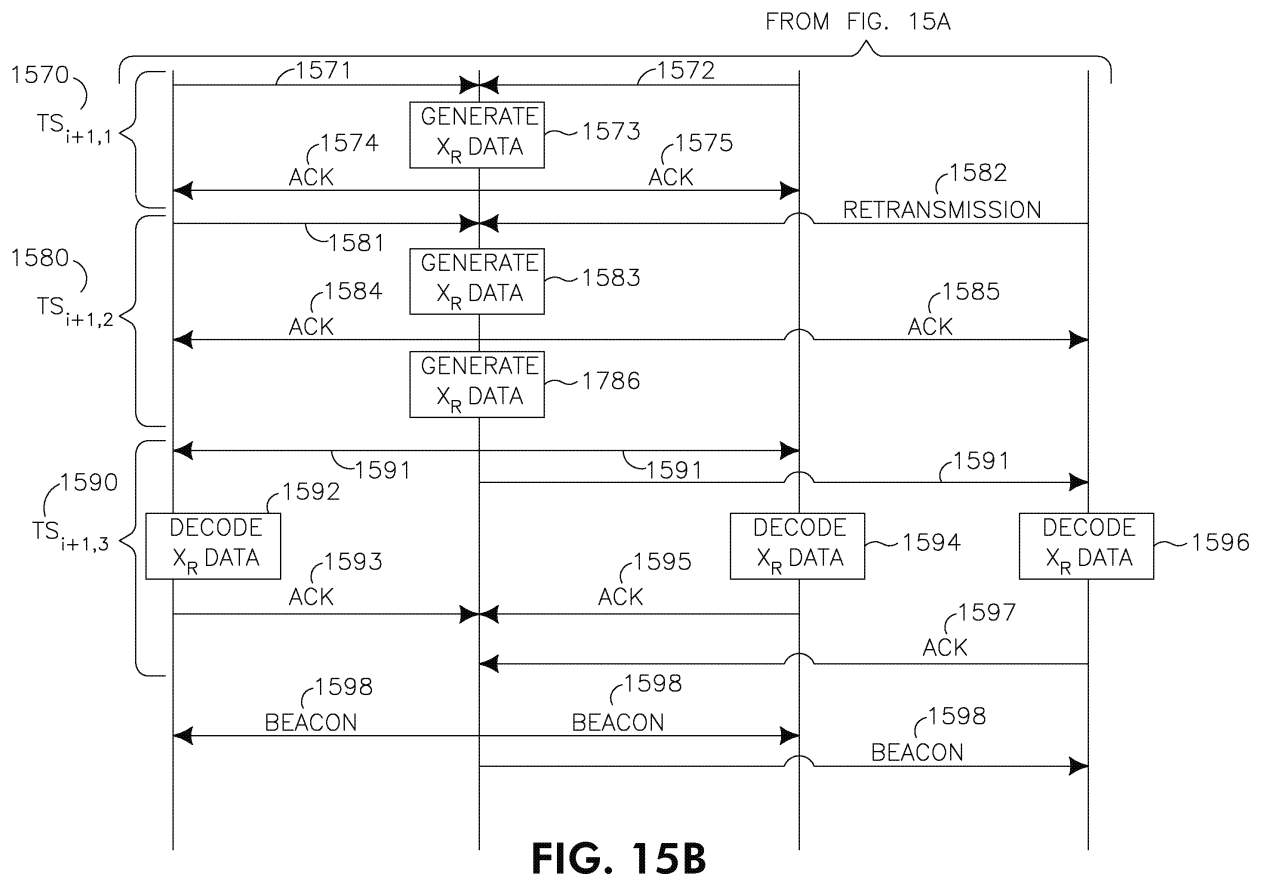 FROM FIG. 15A
1570
TSi+1,1
1571
1572
GENERATE
XR DATA
1573
1574
ACK
1575
ACK
1582
RETRANSMISSION
1580
TSi+1,2
1581
GENERATE
XR DATA
1583
1584
ACK
1585
ACK
GENERATE
XR DATA
1786
1590
TSi+1,3
1591
1591
1591
1592
DECODE
XR DATA
DECODE
XR DATA
1594
DECODE
XR DATA
1596
1593
ACK
1595
ACK
1597
ACK
1598
BEACON
1598
BEACON
1598
BEACON
FIG. 15B